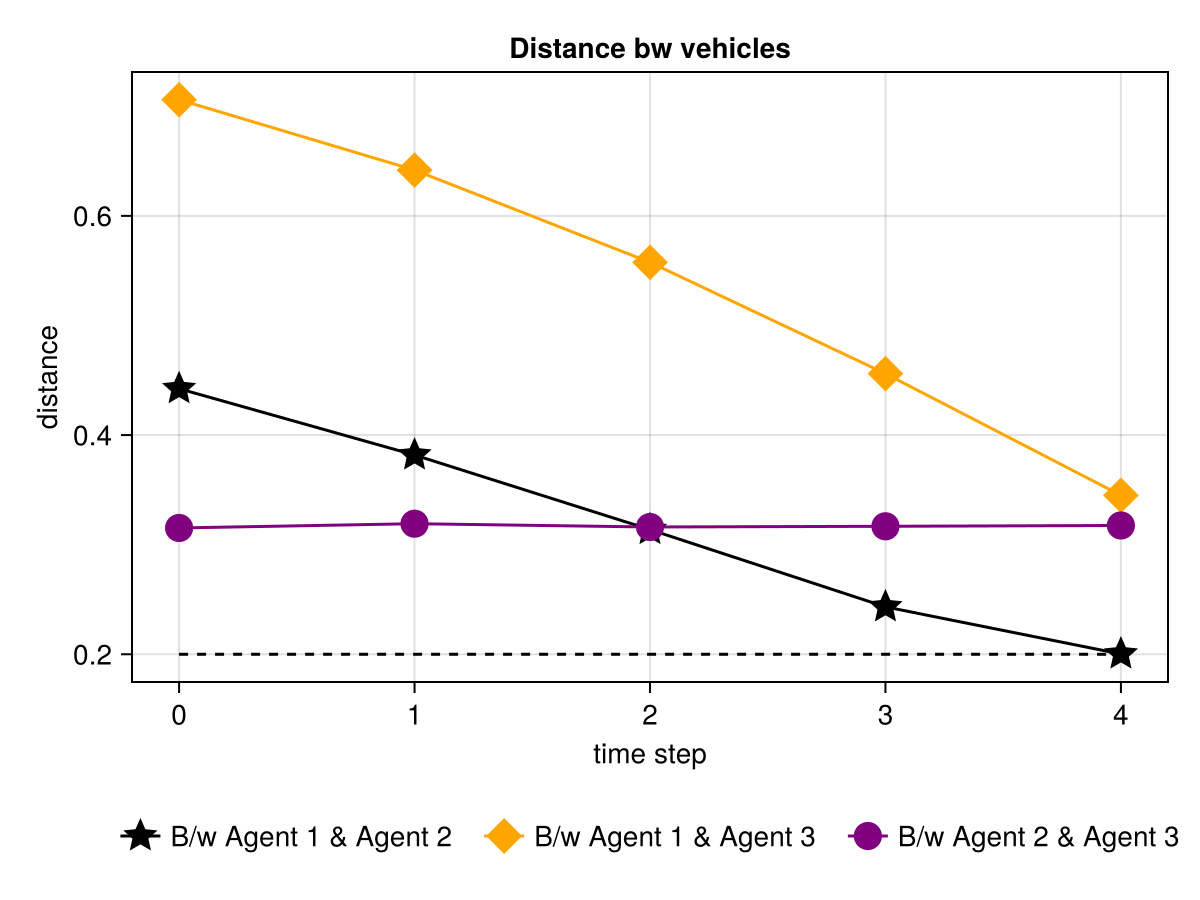 Distance bw vehicles
distance
0.6
0.4
0.2
0 1 2 3 4
time step
B/w Agent 1 & Agent 2 B/w Agent 1 & Agent 3 B/w Agent 2 & Agent 3